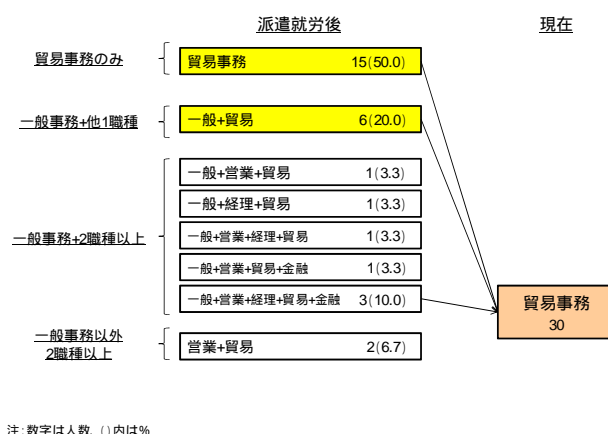 派遣就労後 現在
貿易事務のみ 貿易事務 15(50.0)
一般事務+他1職種 一般+貿易 6(20.0)
一般+営業+貿易 1(3.3)
一般+経理+貿易 1(3.3)
一般事務+2職種以上 一般+営業+経理+貿易 1(3.3)
一般+営業+貿易+金融 1(3.3)
一般+営業+経理+貿易+金融 3(10.0)
貿易事務
30
一般事務以外
2職種以上
営業+貿易 2(6.7)
注:数字は人数、()内は%